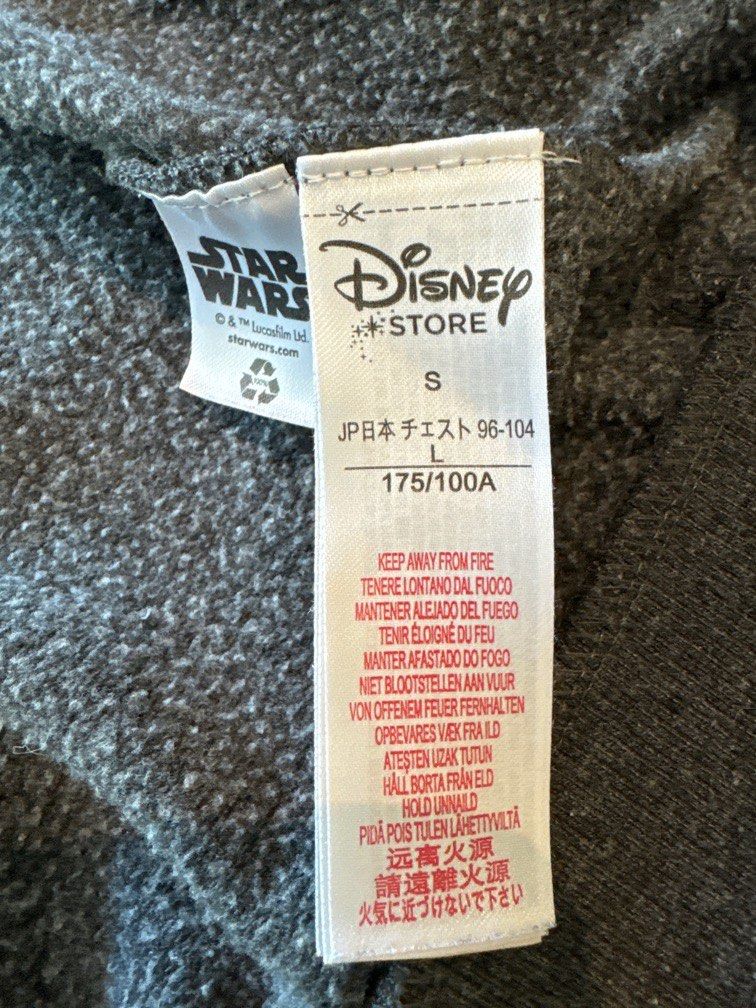 STAR
WARS
© & ™ Lucasfilm Ltd.
starwars.com
100%
DISNEY
STORE
S
JP日本 チェスト 96-104
L
175/100A
KEEP AWAY FROM FIRE
TENERE LONTANO DAL FUOCO
MANTENER ALEJADO DEL FUEGO
TENIR ÉLOIGNÉ DU FEU
MANTER AFASTADO DO FOGO
NIET BLOOTSTELLEN AAN VUUR
VON OFFENEM FEUER FERNHALTEN
OPBEVARES VÆK FRA ILD
ATEŞTEN UZAK TUTUN
HÅLL BORTA FRÅN ELD
HOLD UNNAILD
PIDÄ POIS TULEN LÄHETTYVILTÄ
远离火源
請遠離火源
火気に近づけないで下さい